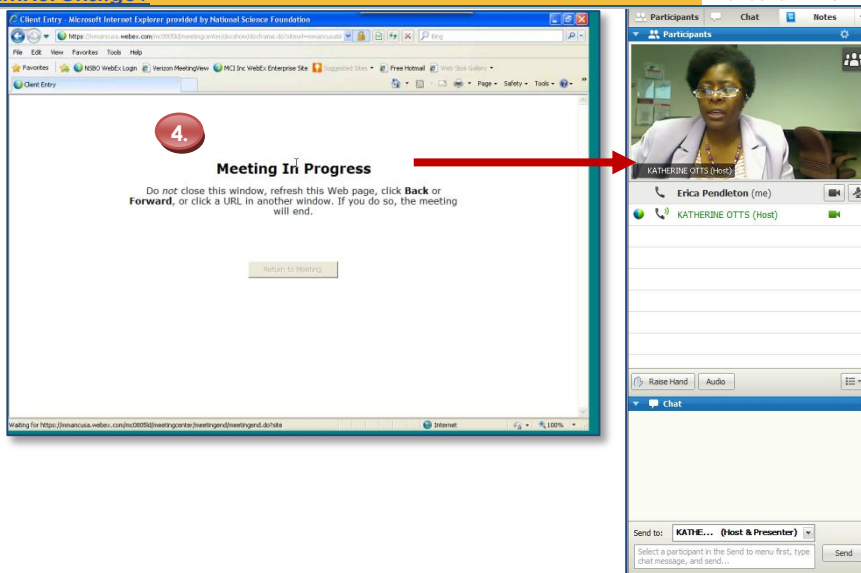 Client Entry - Microsoft Internet Explorer provided by National Science Foundation
File Edit View Favorites Tools Help
Favorites NSBO WebEx Login Verizon MeetingView MCI Inc WebEx Enterprise Site Suggested Sites Free Hotmail Web Slice Gallery
Client Entry Page Safety Tools
4.
Meeting In Progress
Do not close this window, refresh this Web page, click Back or
Forward, or click a URL in another window. If you do so, the meeting
will end.
Return to Meeting
Internet 100%
Participants Chat Notes
Participants
KATHERINE OTTS (Host)
Erica Pendleton (me)
KATHERINE OTTS (Host)
Raise Hand Audio
Chat
Send to: KATHE... (Host & Presenter)
Select a participant in the Send to menu first, type
chat message, and send...
Send